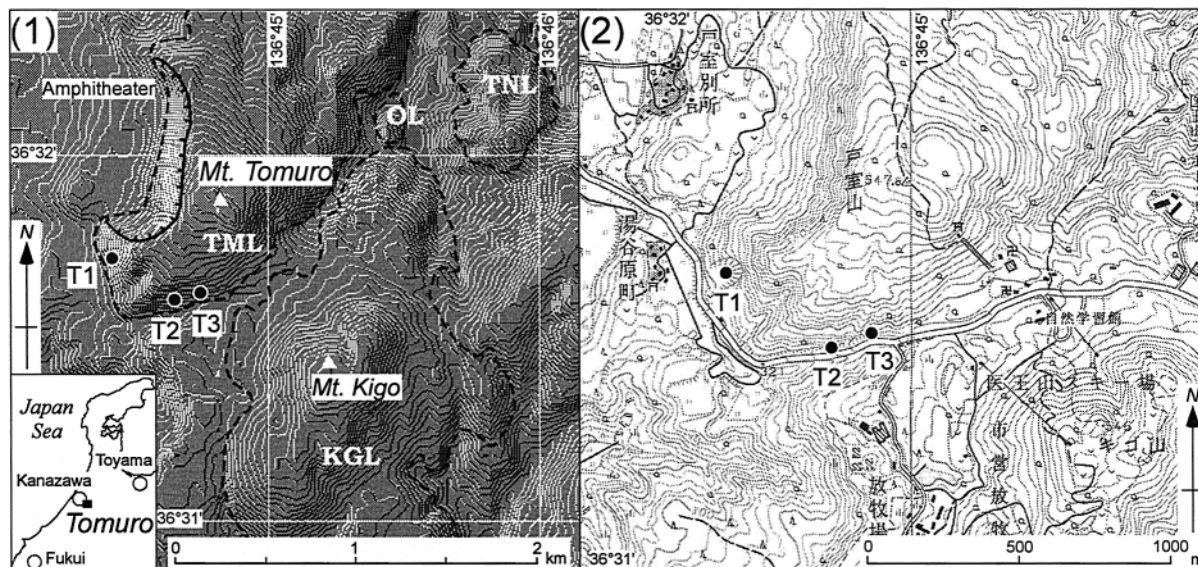 (1)
136°45'
136°46'
Amphitheater
TNL
OL
36°32'
Mt. Tomuro
N
TML
T1
T2
T3
Mt. Kigo
KGL
36°31'
Japan
Sea
Toyama
Kanazawa
Tomuro
Fukui
0
1
2
km
(2)
36°32'
136°45'
戸室別所
戸室山
547.
湯谷原町
T1
T2
T3
自然学習館
医王山スキー場
キゴ山
市営放牧
放牧場
N
36°31'
0
500
1000
m